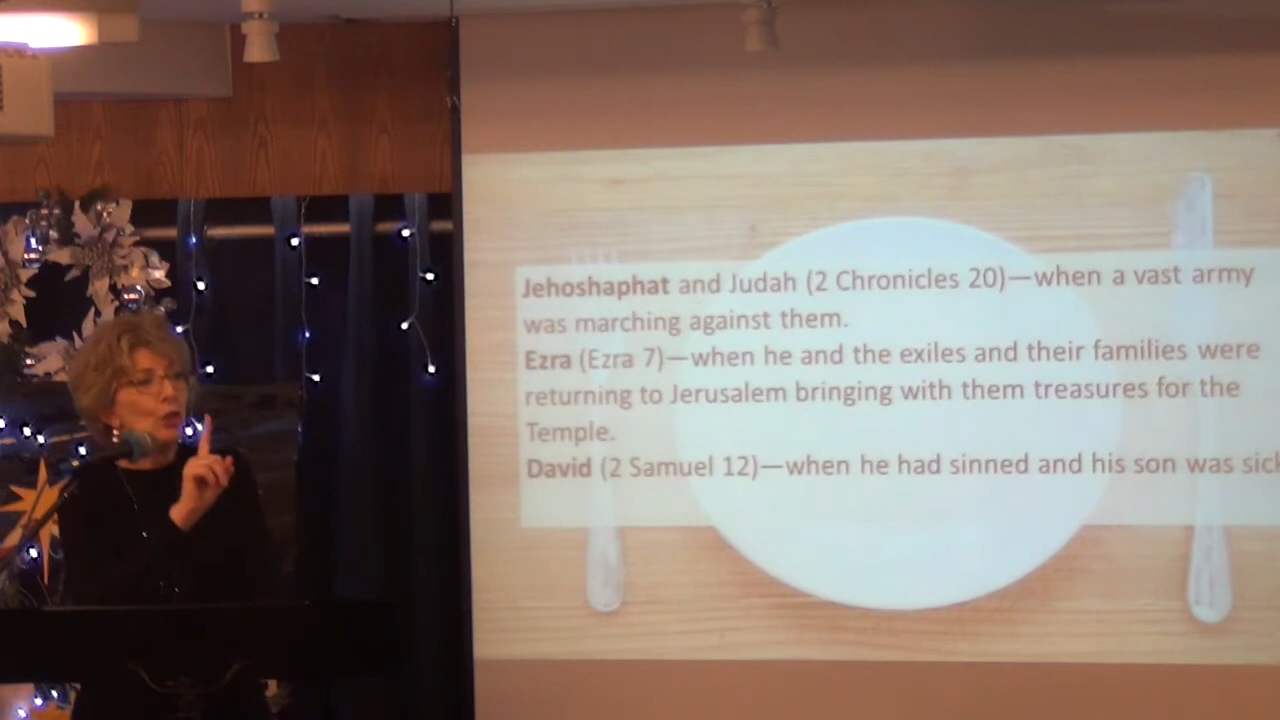 Jehoshaphat and Judah (2 Chronicles 20)—when a vast army
was marching against them.
Ezra (Ezra 7)—when he and the exiles and their families were
returning to Jerusalem bringing with them treasures for the
Temple.
David (2 Samuel 12)—when he had sinned and his son was sick